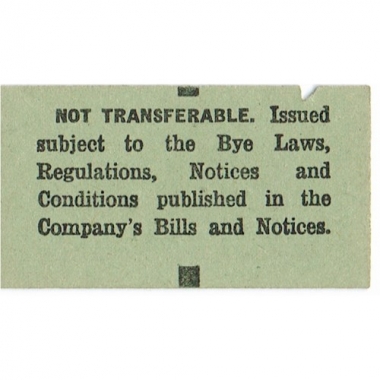 NOT TRANSFERABLE. Issued
subject to the Bye Laws,
Regulations, Notices and
Conditions published in the
Company's Bills and Notices.